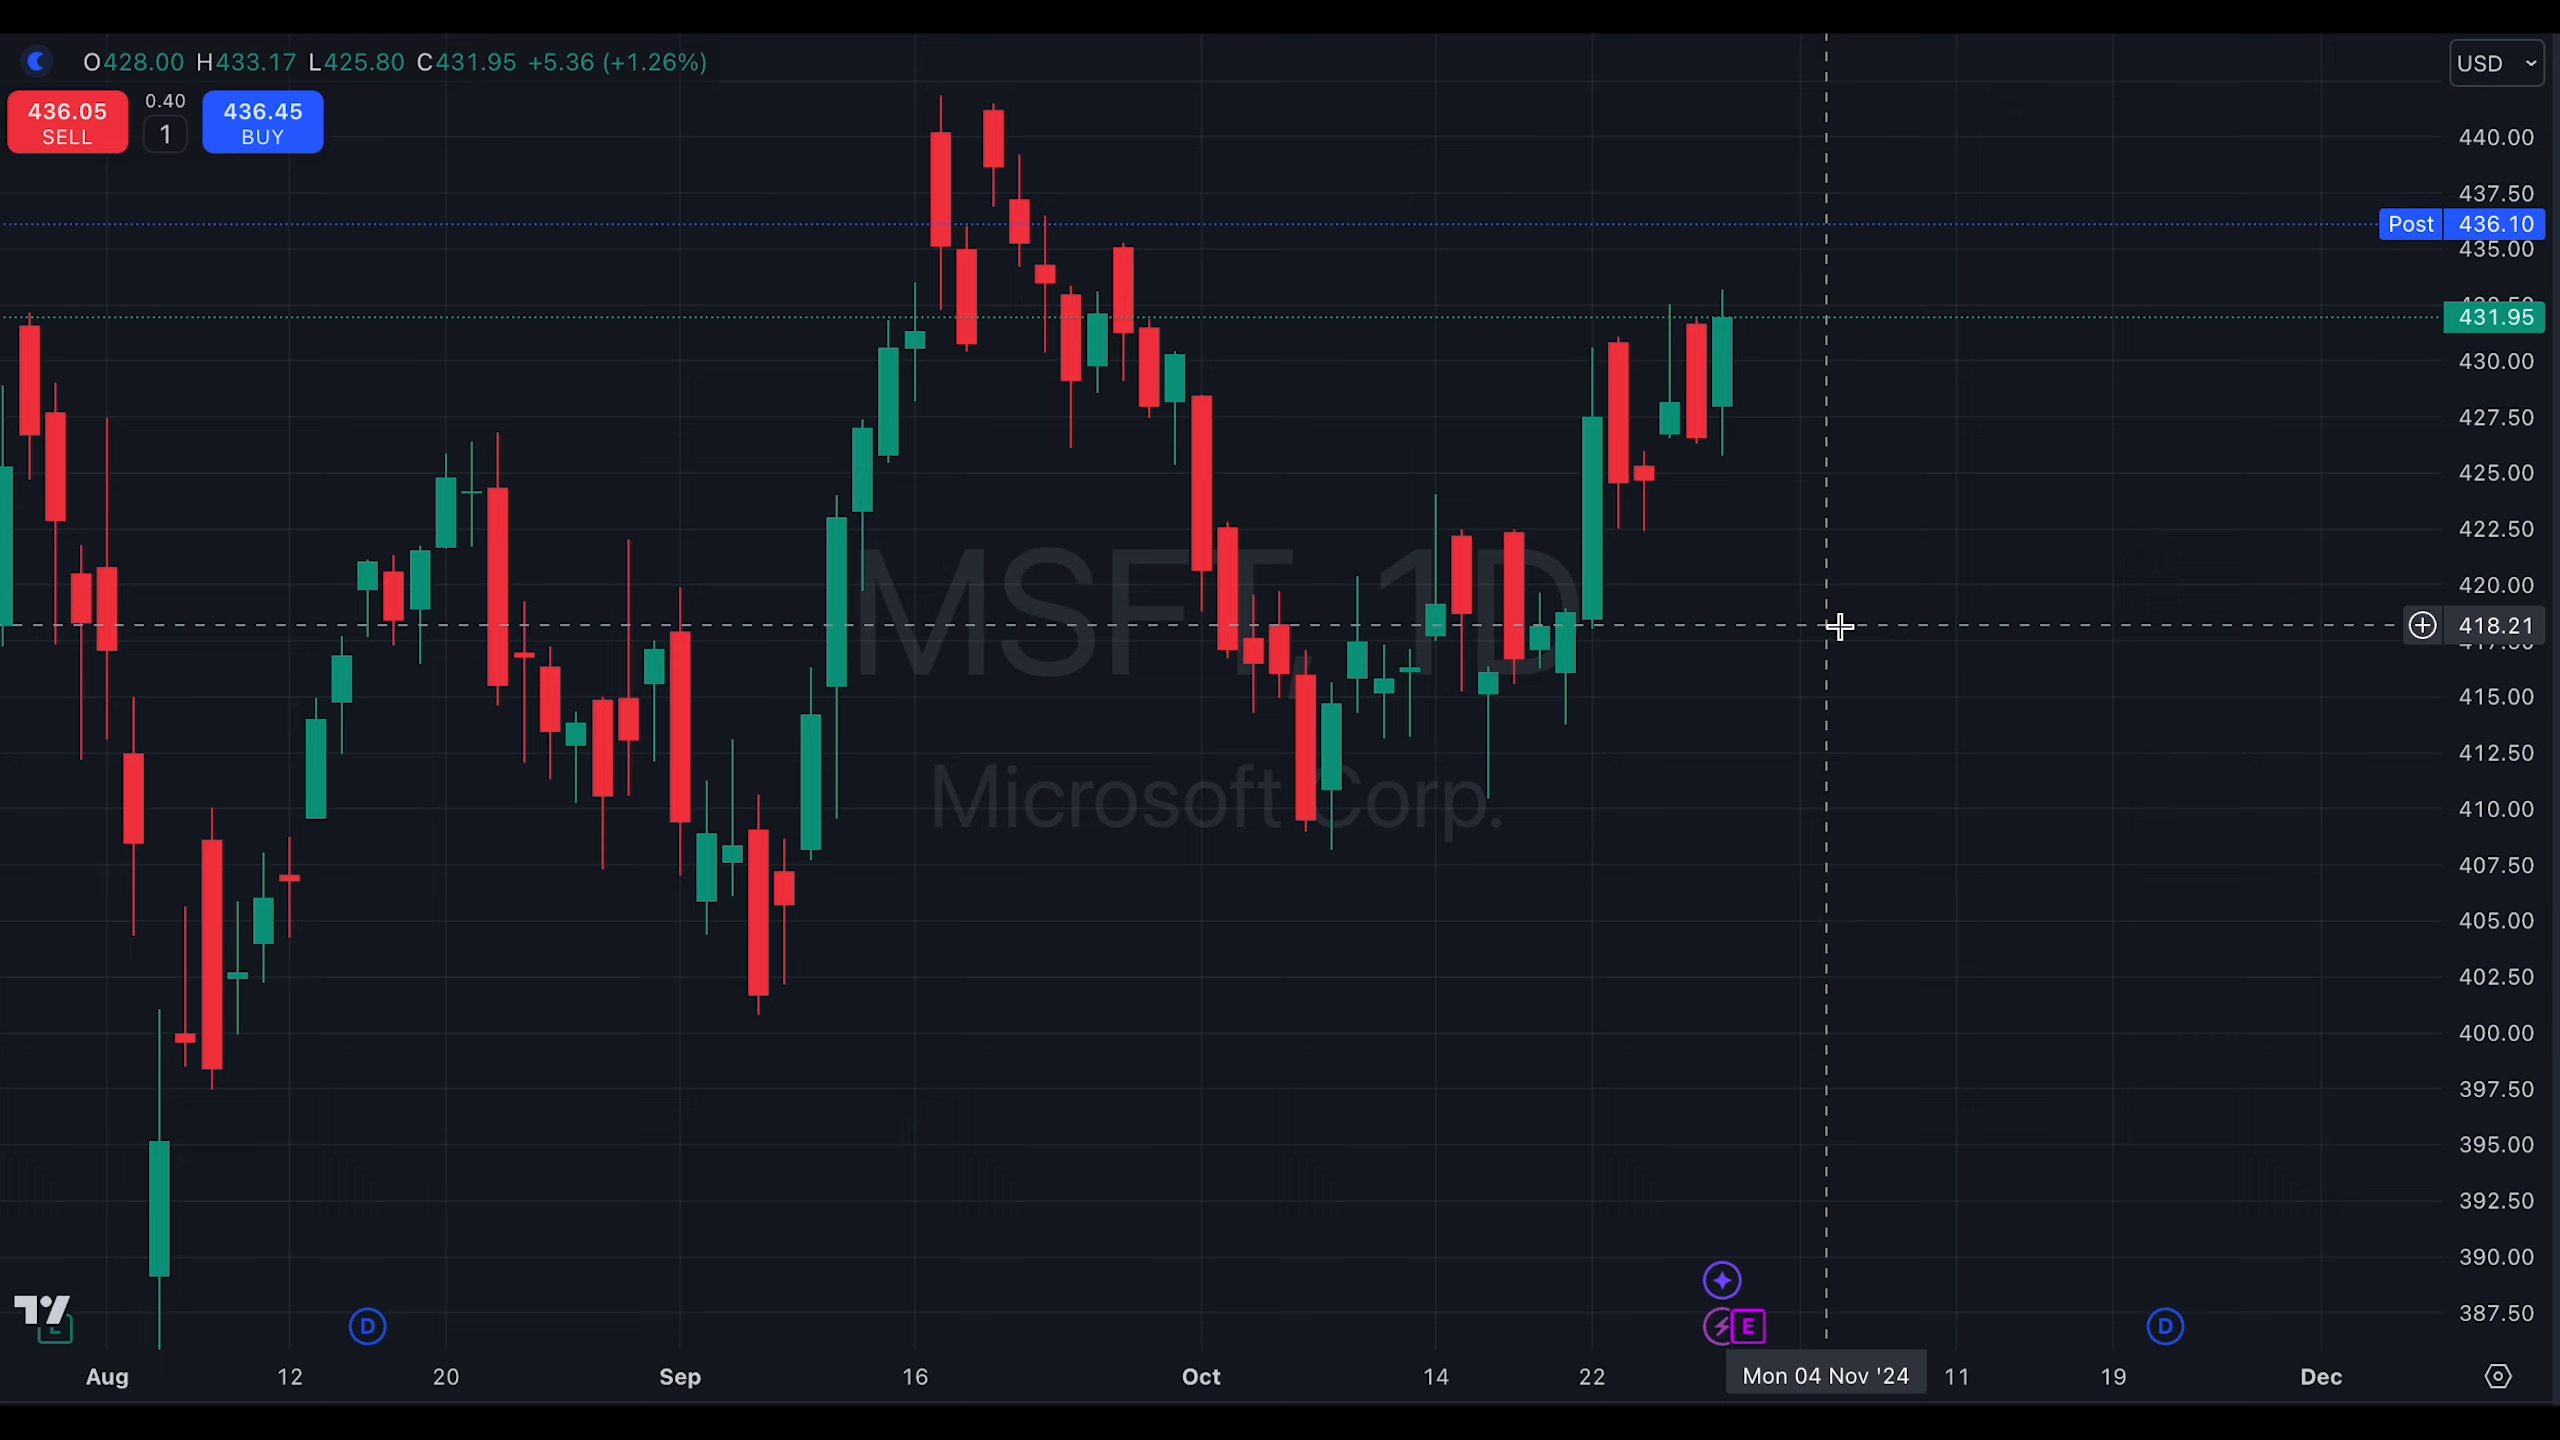 O428.00 H433.17 L425.80 C431.95 +5.36 (+1.26%)
USD
436.05
SELL
0.40
1
436.45
BUY
440.00
437.50
Post 436.10
435.00
431.95
430.00
427.50
425.00
422.50
420.00
418.21
415.00
412.50
410.00
407.50
405.00
402.50
400.00
397.50
395.00
392.50
390.00
387.50
MSFT, 1D
Microsoft Corp.
D
E
D
Aug 12 20 Sep 16 Oct 14 22 Mon 04 Nov '24 11 19 Dec